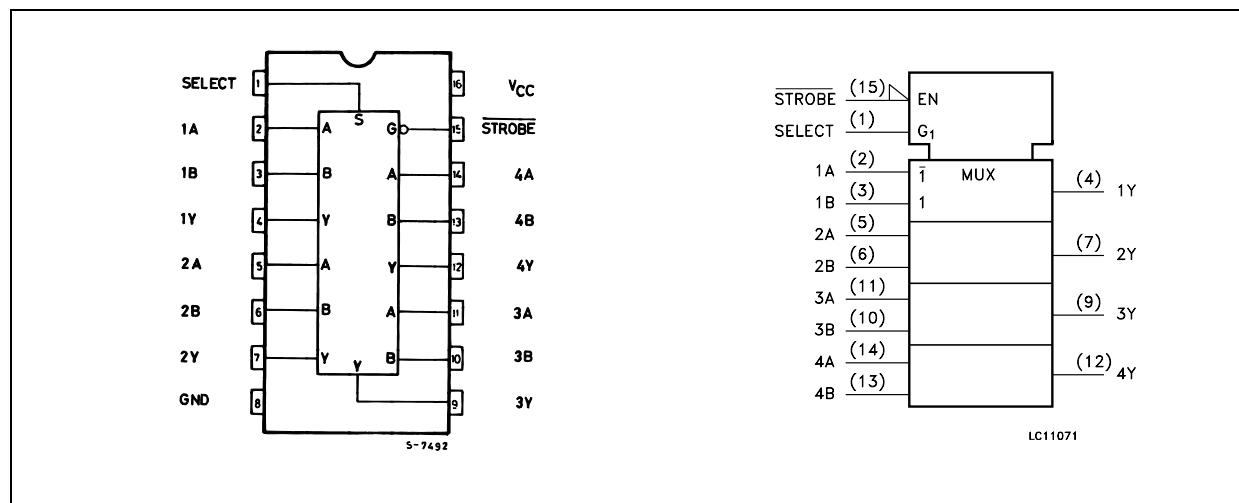 SELECT 1 16 V_CC
S
1A 2 A G 15 S̅T̅R̅O̅B̅E̅
1B 3 B A 14 4A
1Y 4 Y B 13 4B
2A 5 A Y 12 4Y
2B 6 B A 11 3A
2Y 7 Y Y B 10 3B
GND 8 9 3Y
S-7492
S̅T̅R̅O̅B̅E̅ (15) EN
SELECT (1) G₁
1A (2) 1̅ MUX
(4) 1Y
1B (3) 1
2A (5)
(7) 2Y
2B (6)
3A (11)
(9) 3Y
3B (10)
4A (14)
(12) 4Y
4B (13)
LC11071